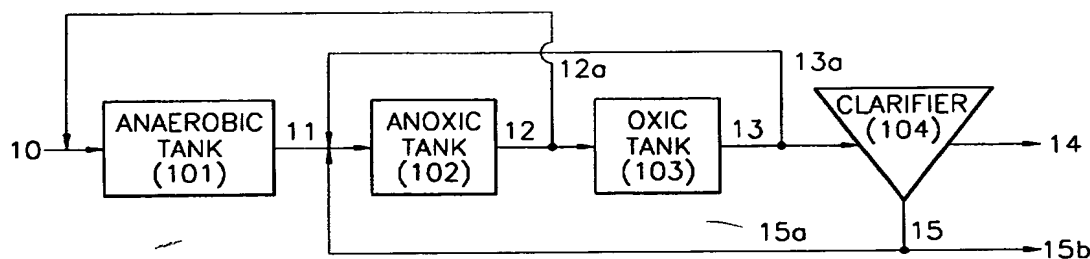 12a
13a
10
ANAEROBIC
TANK
(101)
11
ANOXIC
TANK
(102)
12
OXIC
TANK
(103)
13
CLARIFIER
(104)
14
15a
15
15b